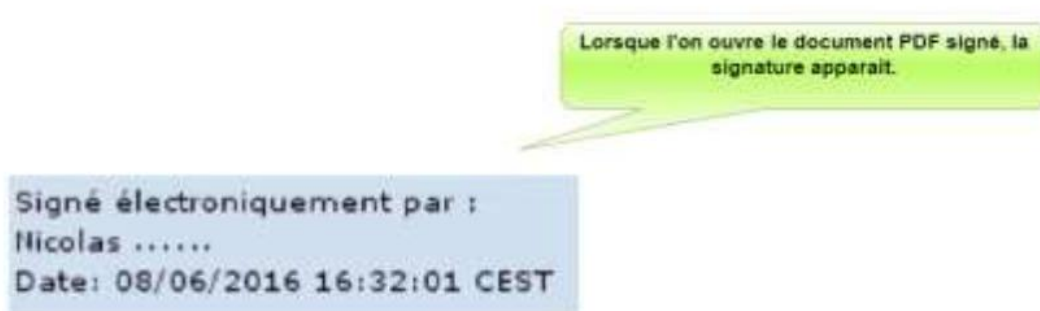 Lorsque l'on ouvre le document PDF signé, la
signature apparait.
Signé électroniquement par :
Nicolas ......
Date: 08/06/2016 16:32:01 CEST